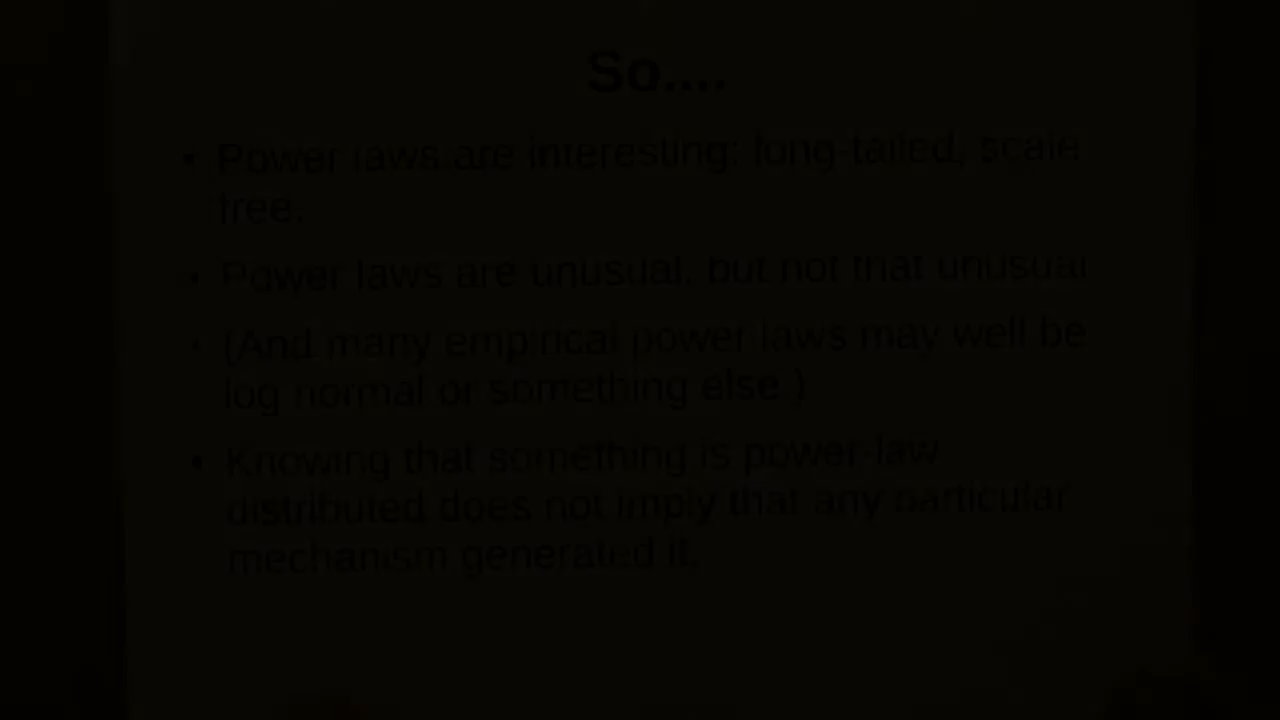 So....
• Power laws are interesting: long-tailed, scale
free.
• Power laws are unusual, but not that unusual
• (And many empirical power laws may well be
log normal or something else.)
• Knowing that something is power-law
distributed does not imply that any particular
mechanism generated it.